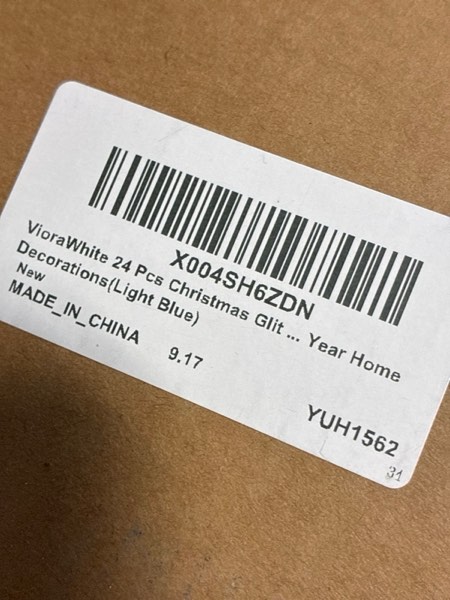 X004SH6ZDN
VioraWhite 24 Pcs Christmas Glit ... Year Home
Decorations(Light Blue)
New
MADE_IN_CHINA
9.17
YUH1562
31